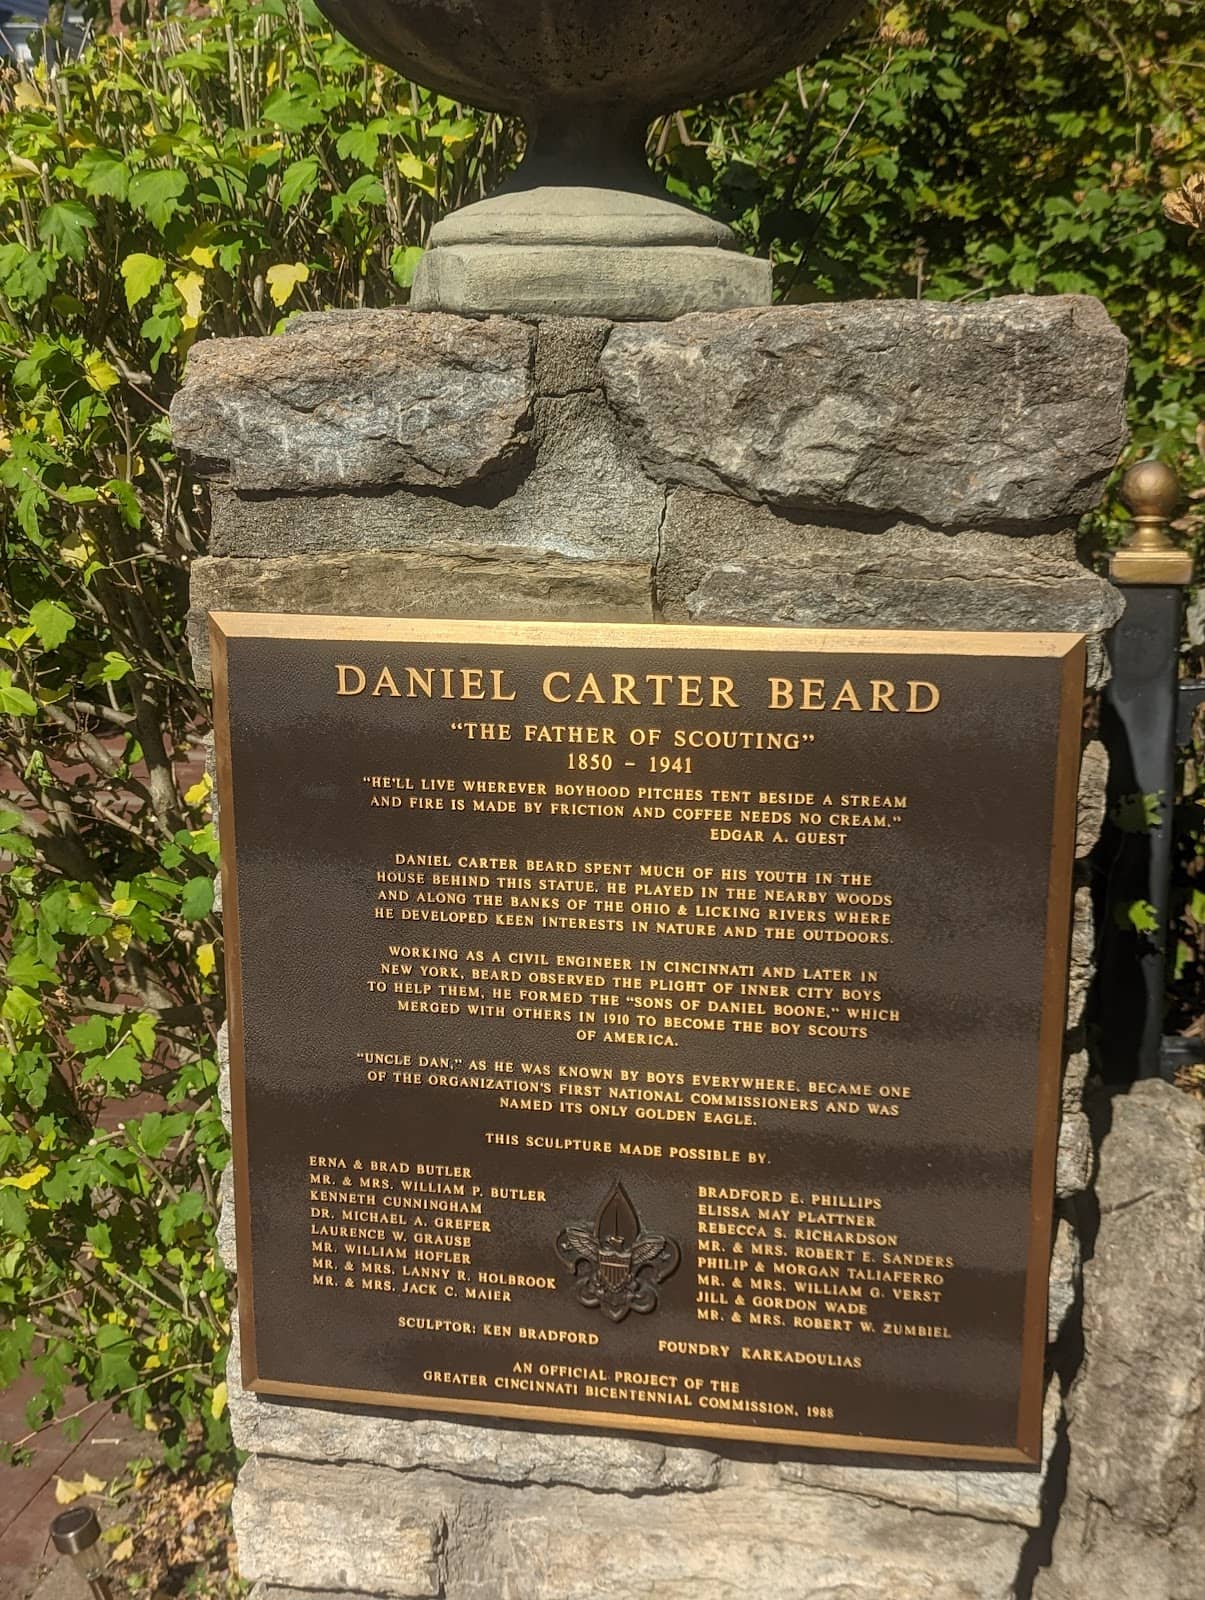 DANIEL CARTER BEARD
"THE FATHER OF SCOUTING"
1850 - 1941
"HE'LL LIVE WHEREVER BOYHOOD PITCHES TENT BESIDE A STREAM
AND FIRE IS MADE BY FRICTION AND COFFEE NEEDS NO CREAM."
EDGAR A. GUEST
DANIEL CARTER BEARD SPENT MUCH OF HIS YOUTH IN THE
HOUSE BEHIND THIS STATUE. HE PLAYED IN THE NEARBY WOODS
AND ALONG THE BANKS OF THE OHIO & LICKING RIVERS WHERE
HE DEVELOPED KEEN INTERESTS IN NATURE AND THE OUTDOORS.
WORKING AS A CIVIL ENGINEER IN CINCINNATI AND LATER IN
NEW YORK, BEARD OBSERVED THE PLIGHT OF INNER CITY BOYS
TO HELP THEM, HE FORMED THE "SONS OF DANIEL BOONE," WHICH
MERGED WITH OTHERS IN 1910 TO BECOME THE BOY SCOUTS
OF AMERICA.
"UNCLE DAN," AS HE WAS KNOWN BY BOYS EVERYWHERE, BECAME ONE
OF THE ORGANIZATION'S FIRST NATIONAL COMMISSIONERS AND WAS
NAMED ITS ONLY GOLDEN EAGLE.
THIS SCULPTURE MADE POSSIBLE BY.
ERNA & BRAD BUTLER
MR. & MRS. WILLIAM P. BUTLER
KENNETH CUNNINGHAM
DR. MICHAEL A. GREFER
LAURENCE W. GRAUSE
MR. WILLIAM HOFLER
MR. & MRS. LANNY R. HOLBROOK
MR. & MRS. JACK C. MAIER
BRADFORD E. PHILLIPS
ELISSA MAY PLATTNER
REBECCA S. RICHARDSON
MR. & MRS. ROBERT E. SANDERS
PHILIP & MORGAN TALIAFERRO
MR. & MRS. WILLIAM G. VERST
JILL & GORDON WADE
MR. & MRS. ROBERT W. ZUMBIEL
SCULPTOR: KEN BRADFORD
FOUNDRY KARKADOULIAS
AN OFFICIAL PROJECT OF THE
GREATER CINCINNATI BICENTENNIAL COMMISSION, 1988